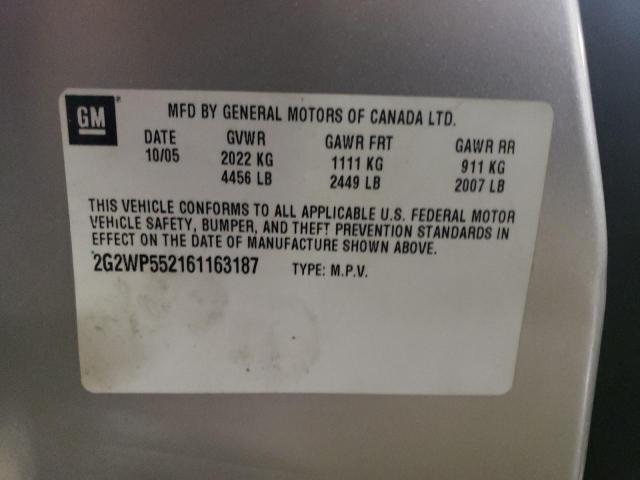 GM
MFD BY GENERAL MOTORS OF CANADA LTD.
DATE GVWR GAWR FRT GAWR RR
10/05 2022 KG 1111 KG 911 KG
4456 LB 2449 LB 2007 LB
THIS VEHICLE CONFORMS TO ALL APPLICABLE U.S. FEDERAL MOTOR
VEHICLE SAFETY, BUMPER, AND THEFT PREVENTION STANDARDS IN
EFFECT ON THE DATE OF MANUFACTURE SHOWN ABOVE.
2G2WP552161163187 TYPE: M.P.V.